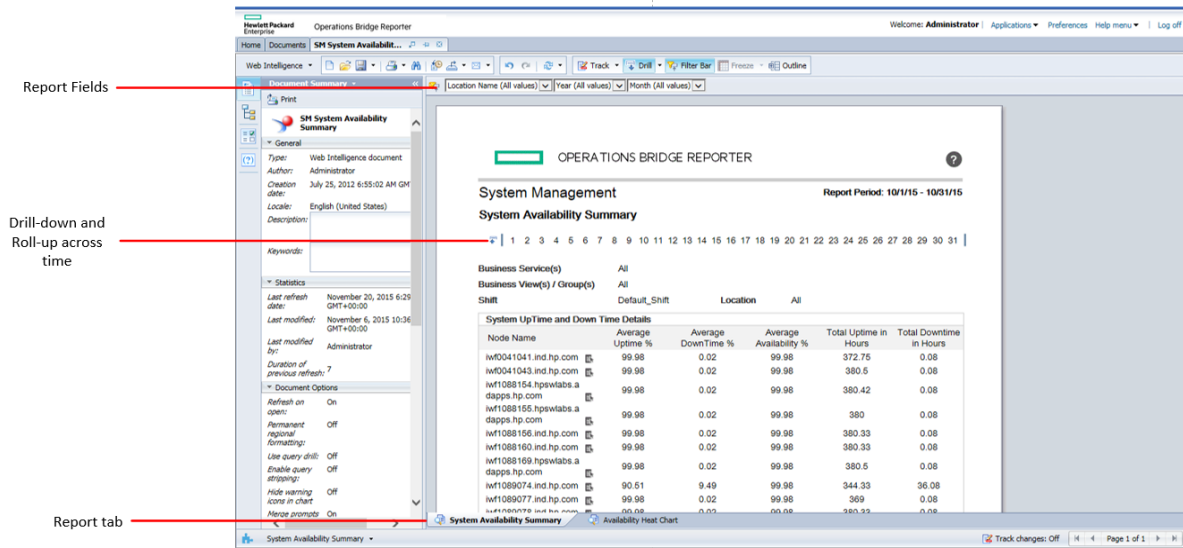 Hewlett Packard
Enterprise
Operations Bridge Reporter
Welcome: Administrator | Applications Preferences Help menu | Log off
Home Documents SM System Availabilit...
Web Intelligence Track Drill Filter Bar Freeze Outline
Report Fields
Document Summary
Location Name (All values) Year (All values) Month (All values)
Print
SM System Availability
Summary
General
Type: Web Intelligence document
Author: Administrator
Creation date: July 25, 2012 6:55:02 AM GM
Locale: English (United States)
Description:
Keywords:
Statistics
Last refresh date: November 20, 2015 6:29 GMT+00:00
Last modified: November 6, 2015 10:36 GMT+00:00
Last modified by: Administrator
Duration of previous refresh: 7
Document Options
Refresh on open: On
Permanent regional formatting: Off
Use query drill: Off
Enable query stripping: Off
Hide warning icons in chart Off
Merge prompts On
Drill-down and
Roll-up across
time
Report tab
OPERATIONS BRIDGE REPORTER
?
System Management
Report Period: 10/1/15 - 10/31/15
System Availability Summary
1 2 3 4 5 6 7 8 9 10 11 12 13 14 15 16 17 18 19 20 21 22 23 24 25 26 27 28 29 30 31
Business Service(s) All
Business View(s) / Group(s) All
Shift Default_Shift Location All
System UpTime and Down Time Details
Node Name Average Uptime % Average DownTime % Average Availability % Total Uptime in Hours Total Downtime in Hours
iwf0041041.ind.hp.com 99.98 0.02 99.98 372.75 0.08
iwf0041043.ind.hp.com 99.98 0.02 99.98 380.5 0.08
iwf1088154.hpswlabs.adapps.hp.com 99.98 0.02 99.98 380.42 0.08
iwf1088155.hpswlabs.adapps.hp.com 99.98 0.02 99.98 380 0.08
iwf1088156.ind.hp.com 99.98 0.02 99.98 380.33 0.08
iwf1088160.ind.hp.com 99.98 0.02 99.98 380.33 0.08
iwf1088169.hpswlabs.adapps.hp.com 99.98 0.02 99.98 380.5 0.08
iwf1089074.ind.hp.com 90.51 9.49 99.98 344.33 36.08
iwf1089077.ind.hp.com 99.98 0.02 99.98 369 0.08
iwf1089078.ind.hp.com 99.98 0.02 99.98 380.33 0.08
System Availability Summary Availability Heat Chart
System Availability Summary
Track changes: Off Page 1 of 1